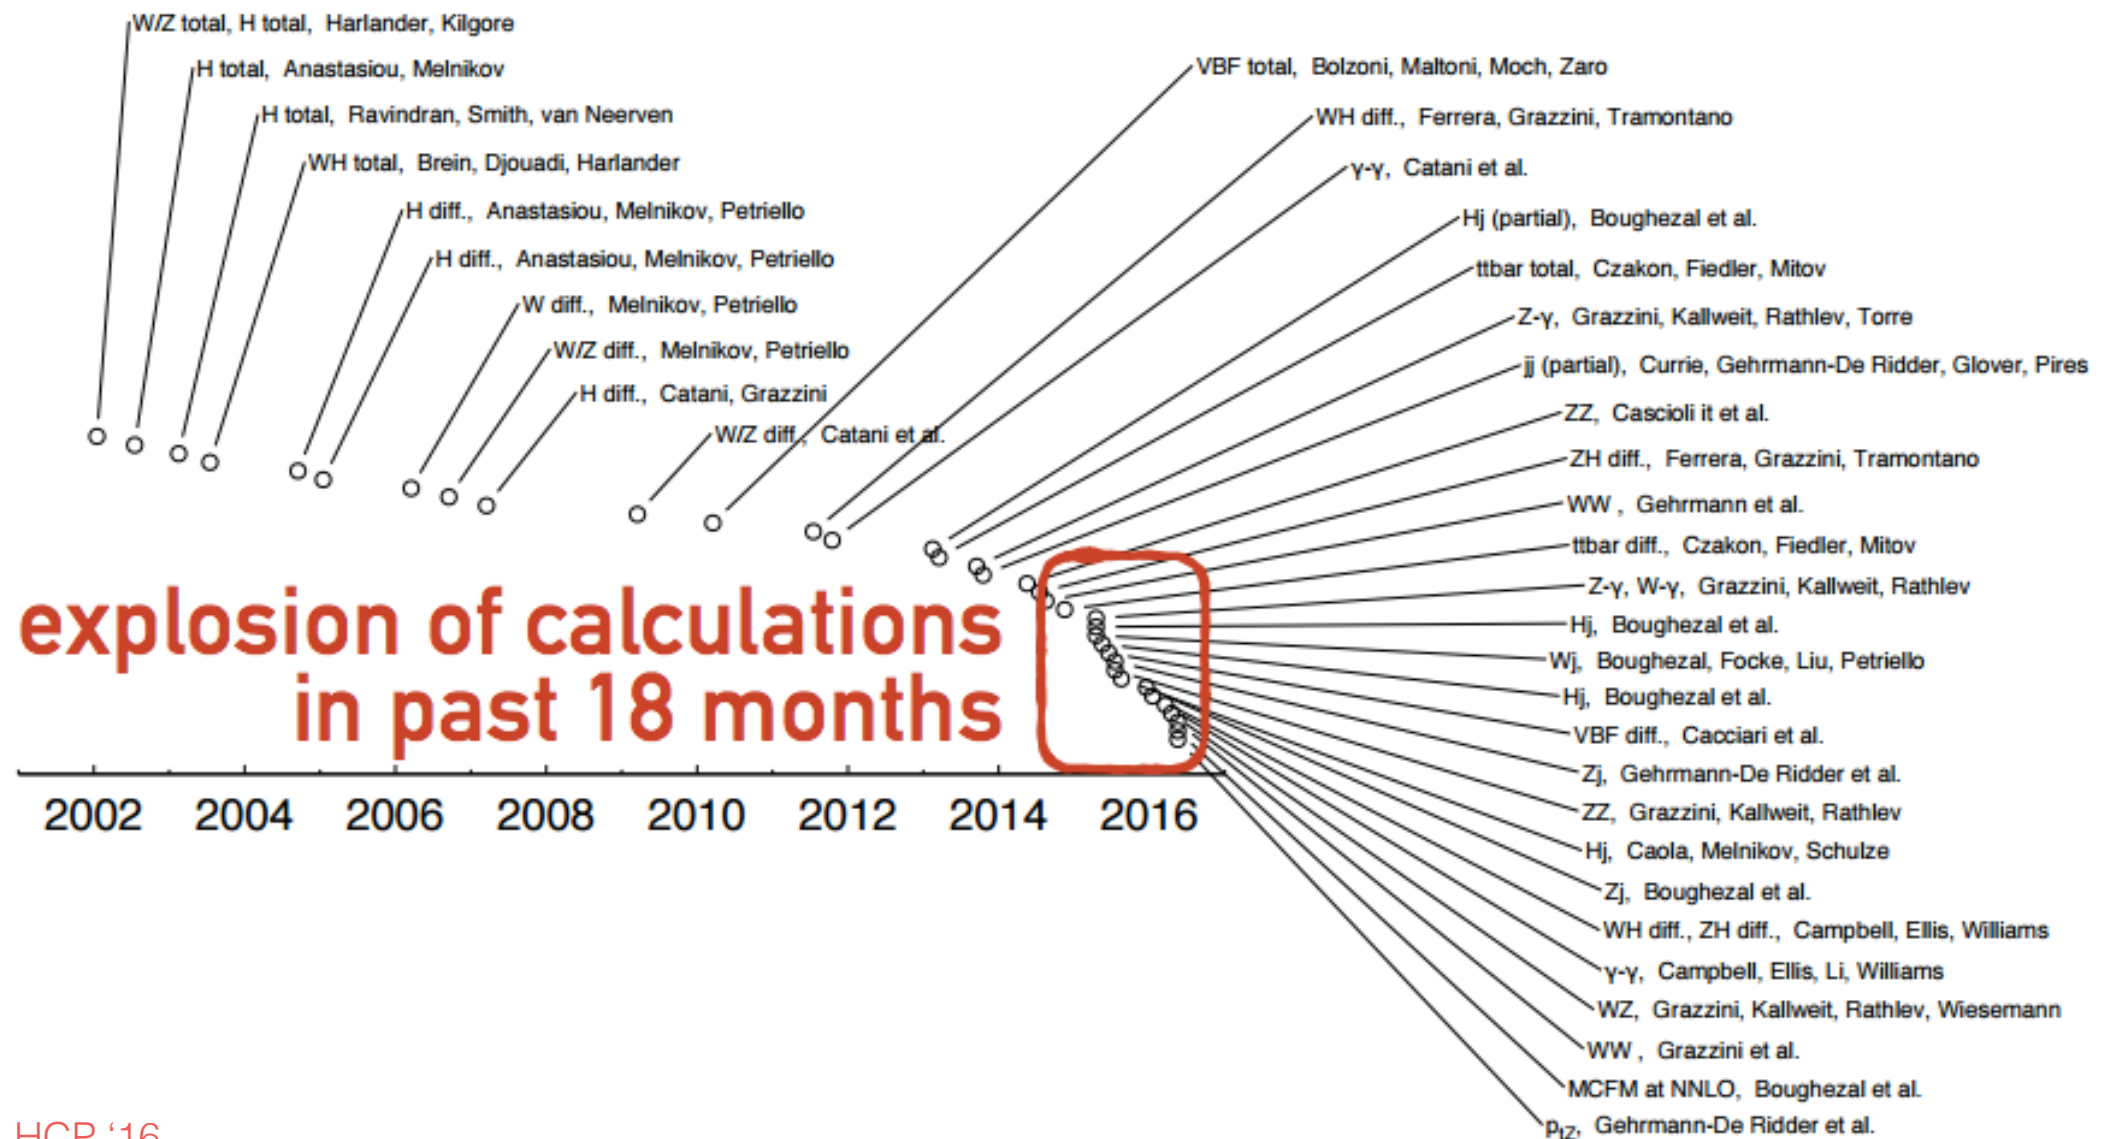 W/Z total, H total, Harlander, Kilgore
H total, Anastasiou, Melnikov
H total, Ravindran, Smith, van Neerven
WH total, Brein, Djouadi, Harlander
H diff., Anastasiou, Melnikov, Petriello
H diff., Anastasiou, Melnikov, Petriello
W diff., Melnikov, Petriello
W/Z diff., Melnikov, Petriello
H diff., Catani, Grazzini
W/Z diff., Catani et al.
VBF total, Bolzoni, Maltoni, Moch, Zaro
WH diff., Ferrera, Grazzini, Tramontano
γ-γ, Catani et al.
Hj (partial), Boughezal et al.
ttbar total, Czakon, Fiedler, Mitov
Z-γ, Grazzini, Kallweit, Rathlev, Torre
jj (partial), Currie, Gehrmann-De Ridder, Glover, Pires
ZZ, Cascioli it et al.
ZH diff., Ferrera, Grazzini, Tramontano
WW , Gehrmann et al.
ttbar diff., Czakon, Fiedler, Mitov
Z-γ, W-γ, Grazzini, Kallweit, Rathlev
Hj, Boughezal et al.
Wj, Boughezal, Focke, Liu, Petriello
Hj, Boughezal et al.
VBF diff., Cacciari et al.
Zj, Gehrmann-De Ridder et al.
ZZ, Grazzini, Kallweit, Rathlev
Hj, Caola, Melnikov, Schulze
Zj, Boughezal et al.
WH diff., ZH diff., Campbell, Ellis, Williams
γ-γ, Campbell, Ellis, Li, Williams
WZ, Grazzini, Kallweit, Rathlev, Wiesemann
WW , Grazzini et al.
MCFM at NNLO, Boughezal et al.
ptZ, Gehrmann-De Ridder et al.
explosion of calculations
in past 18 months
2002 2004 2006 2008 2010 2012 2014 2016
HCP ‘16